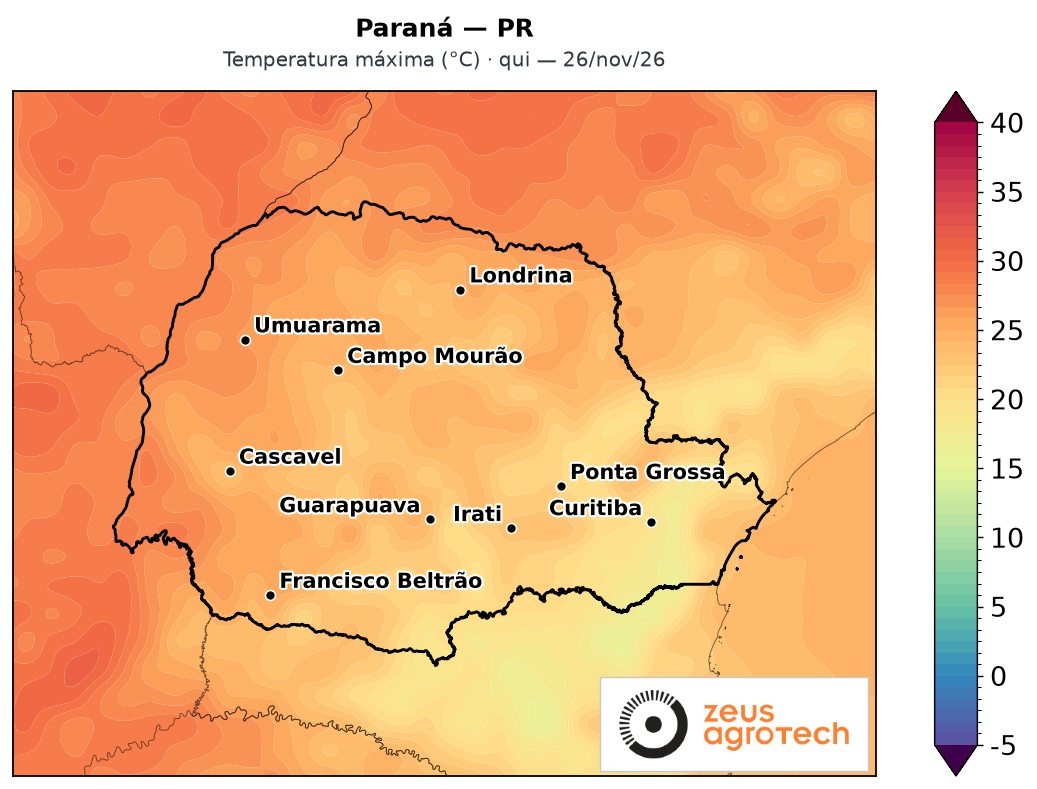 Paraná — PR
Temperatura máxima (°C) · qui — 26/nov/26
40
35
30
25
20
15
10
5
0
-5
Londrina
Umuarama
Campo Mourão
Cascavel
Ponta Grossa
Guarapuava
Irati
Curitiba
Francisco Beltrão
zeus
agrotech